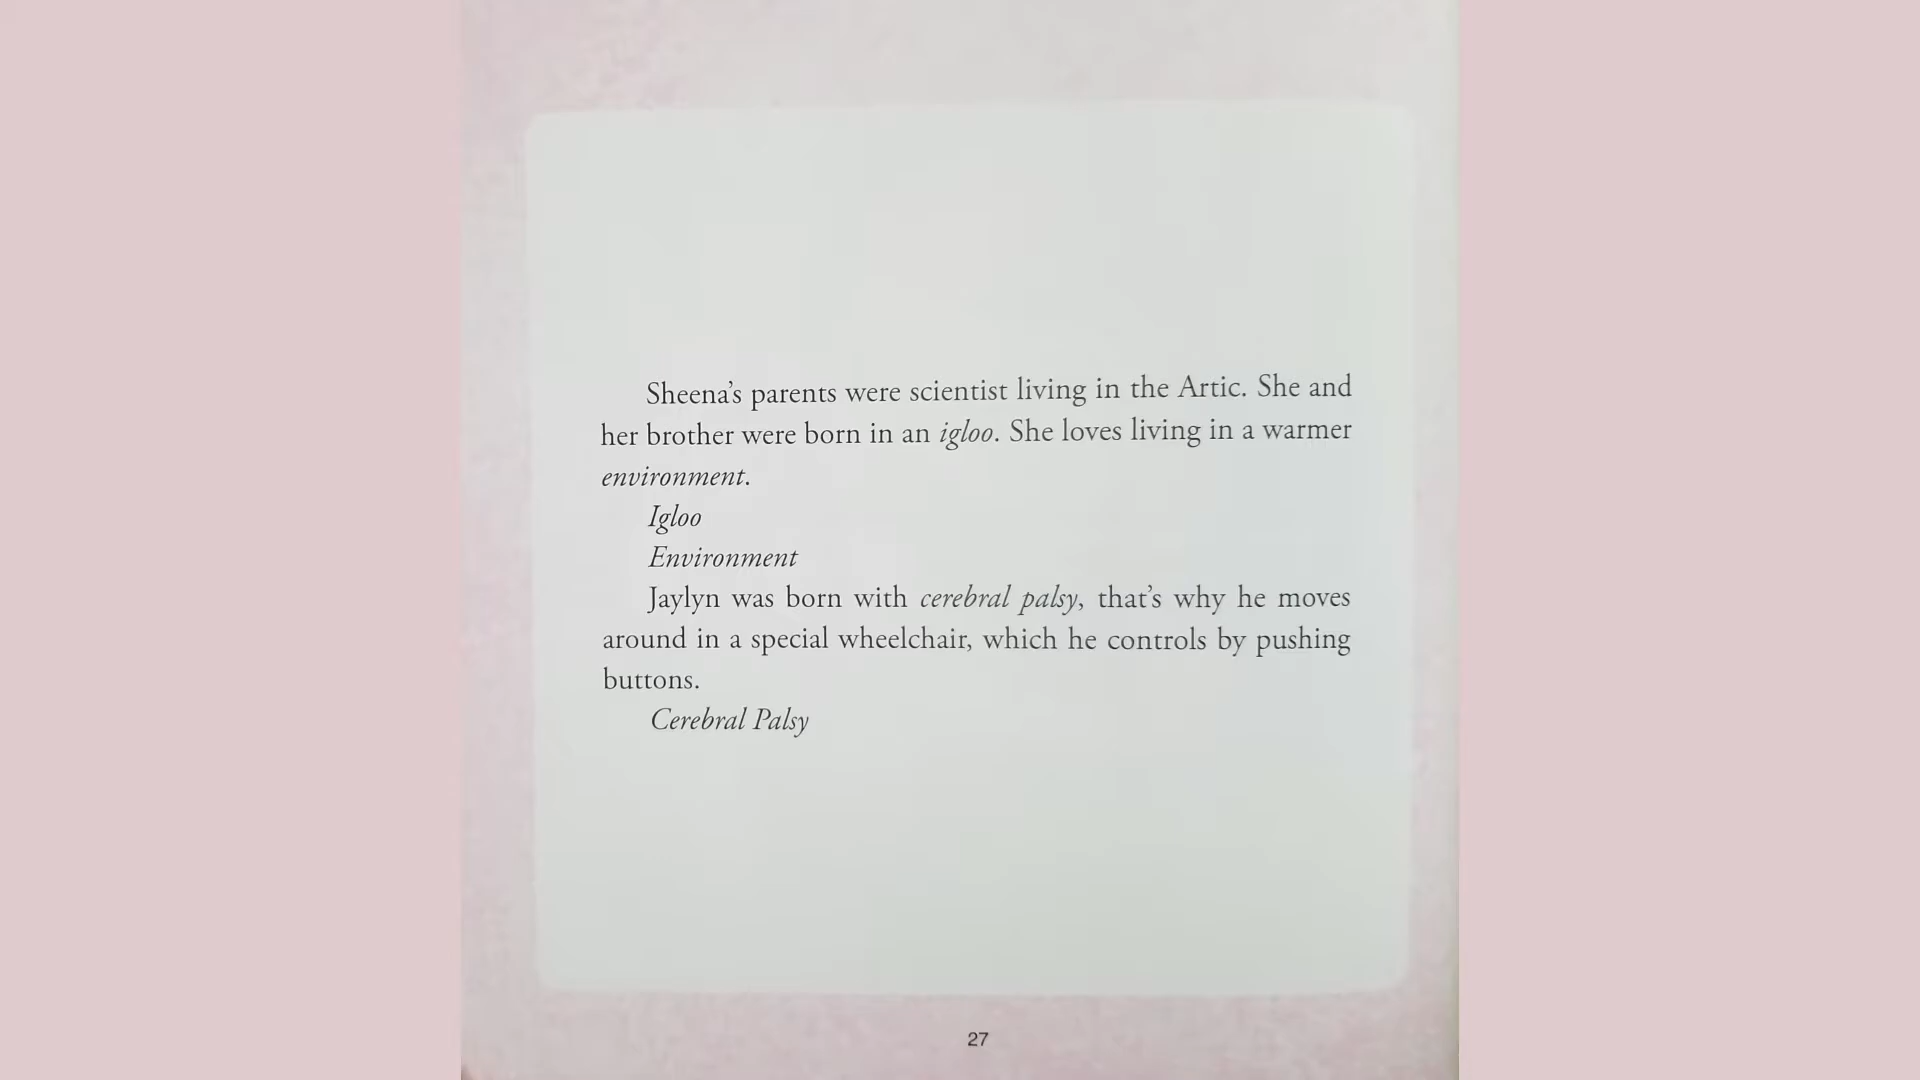 Sheena's parents were scientist living in the Artic. She and
her brother were born in an igloo. She loves living in a warmer
environment.
Igloo
Environment
Jaylyn was born with cerebral palsy, that's why he moves
around in a special wheelchair, which he controls by pushing
buttons.
Cerebral Palsy
27